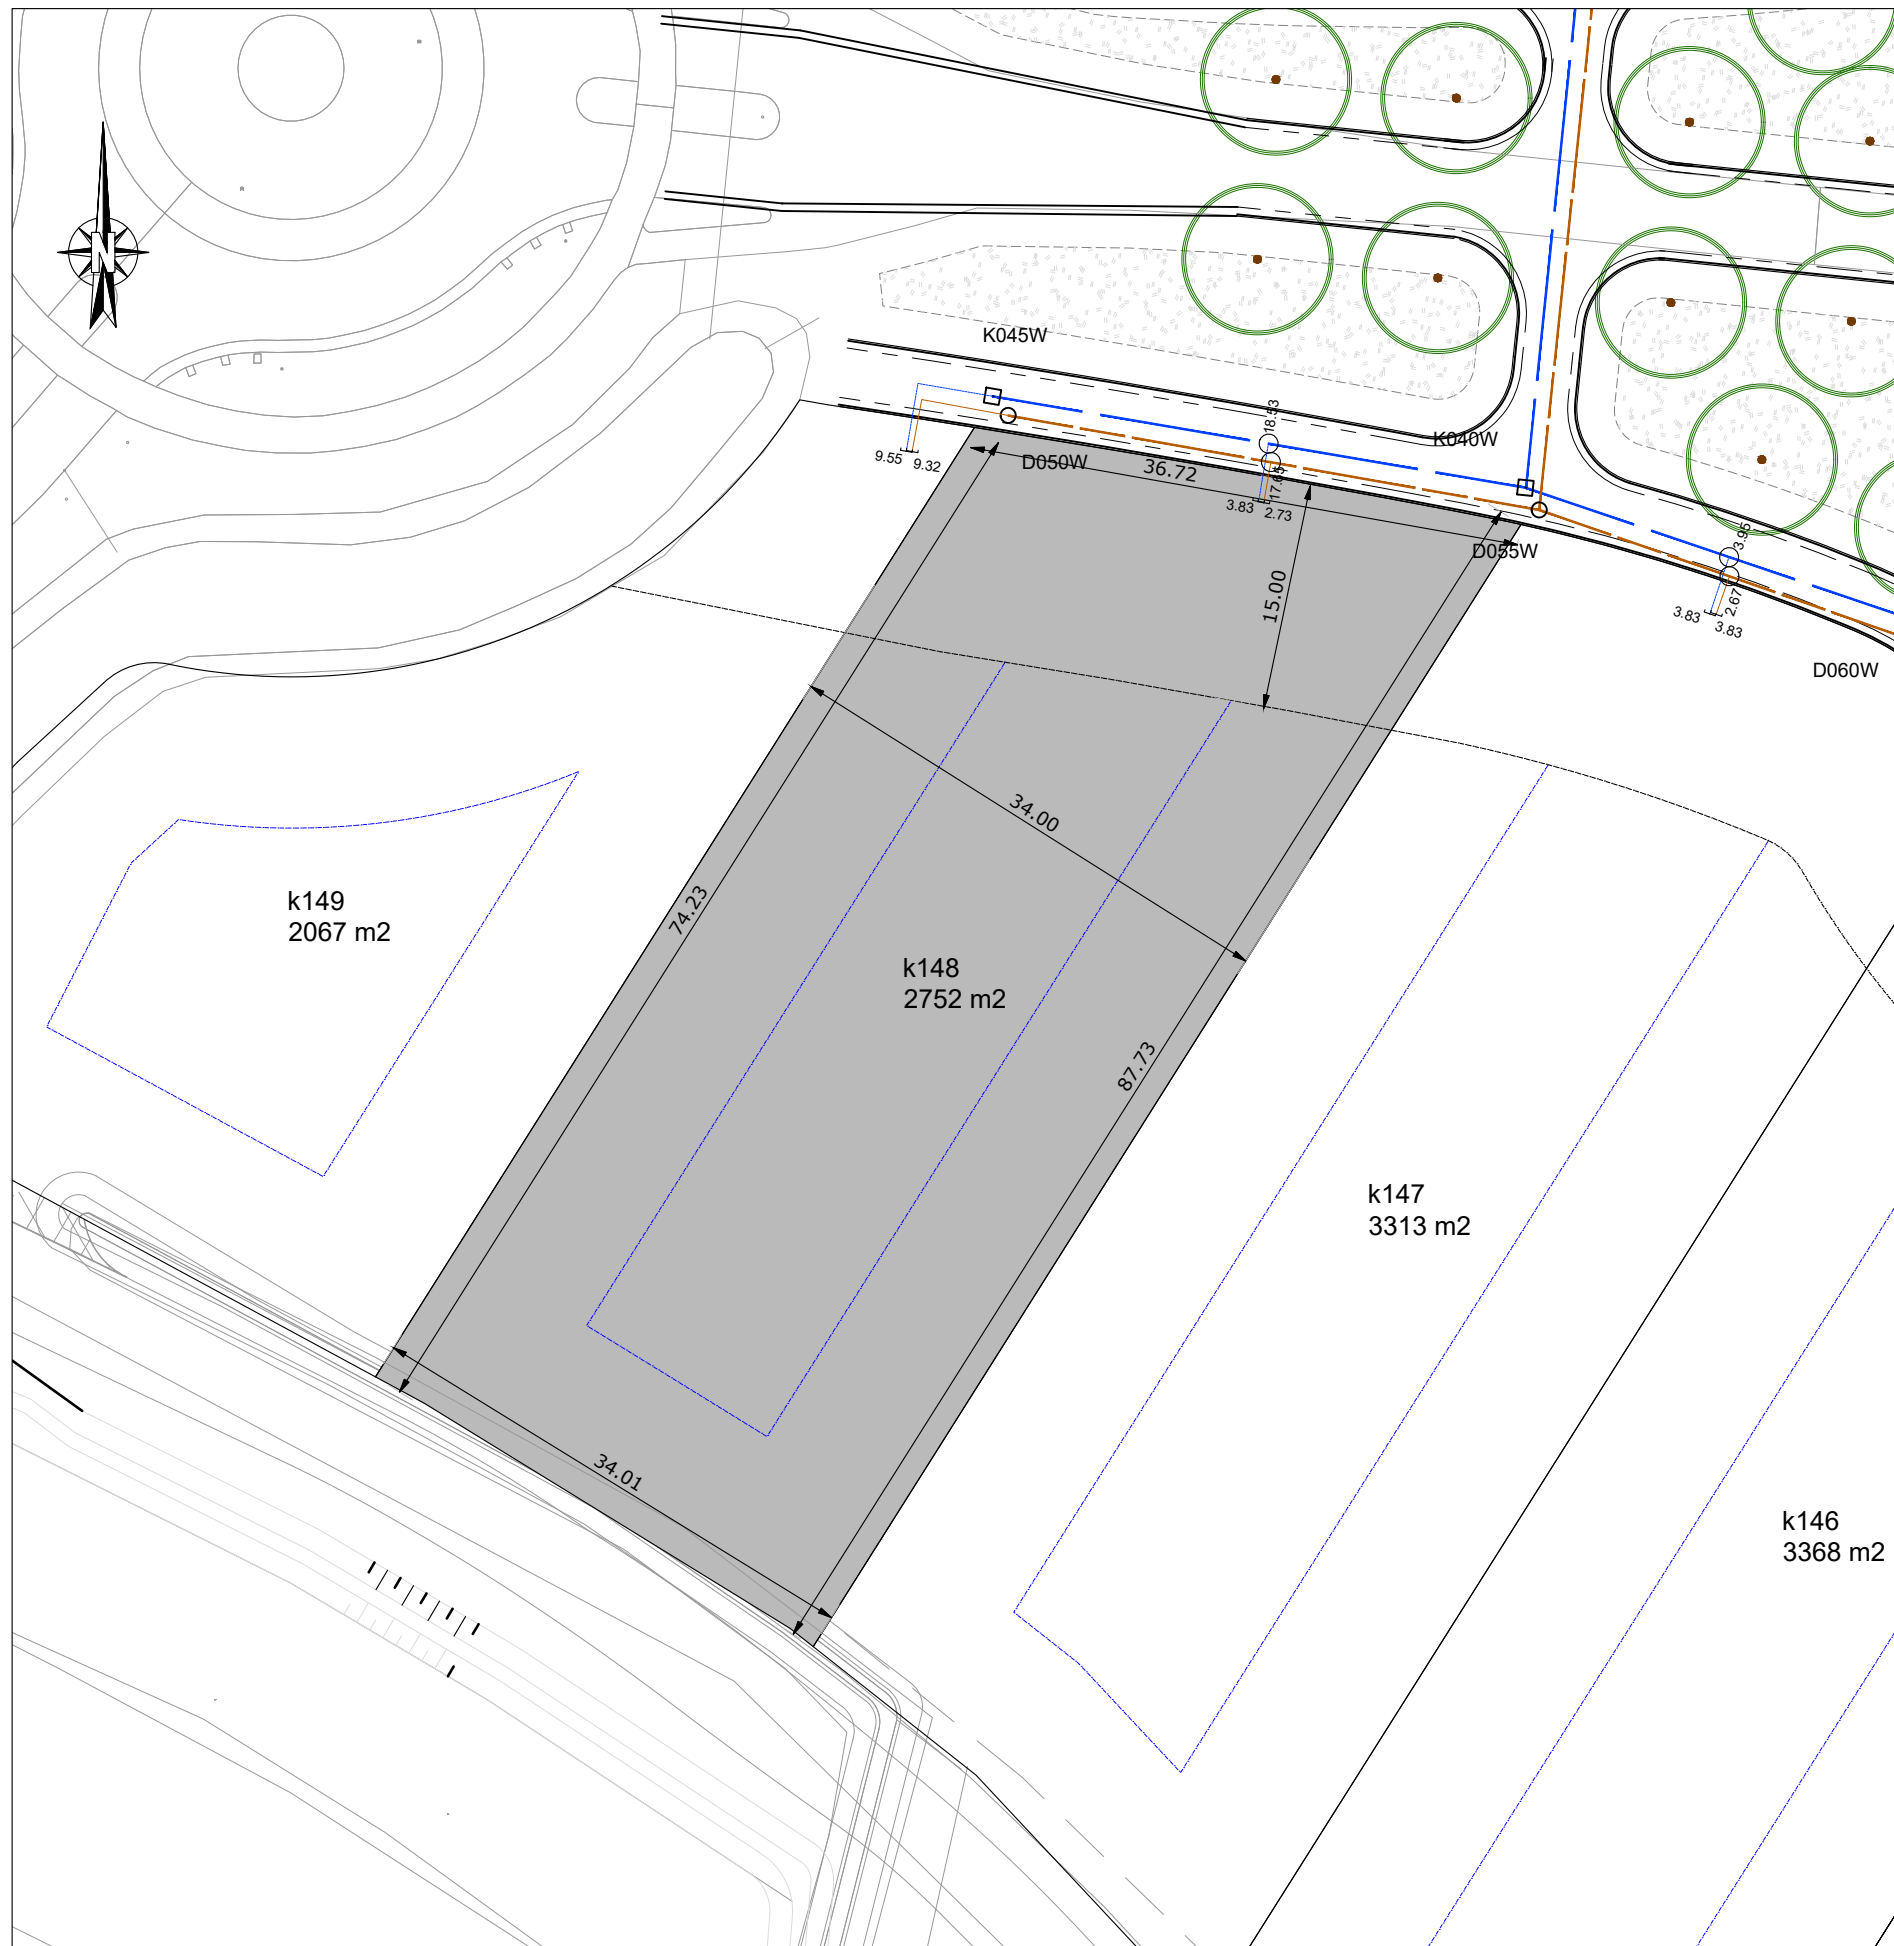 N
K045W
18.53
K040W
9.55
9.32
D050W
36.72
17.65
3.83
2.73
D055W
3.95
15.00
2.67
3.83
3.83
D060W
34.00
k149
2067 m2
74.23
k148
2752 m2
87.73
k147
3313 m2
34.01
k146
3368 m2